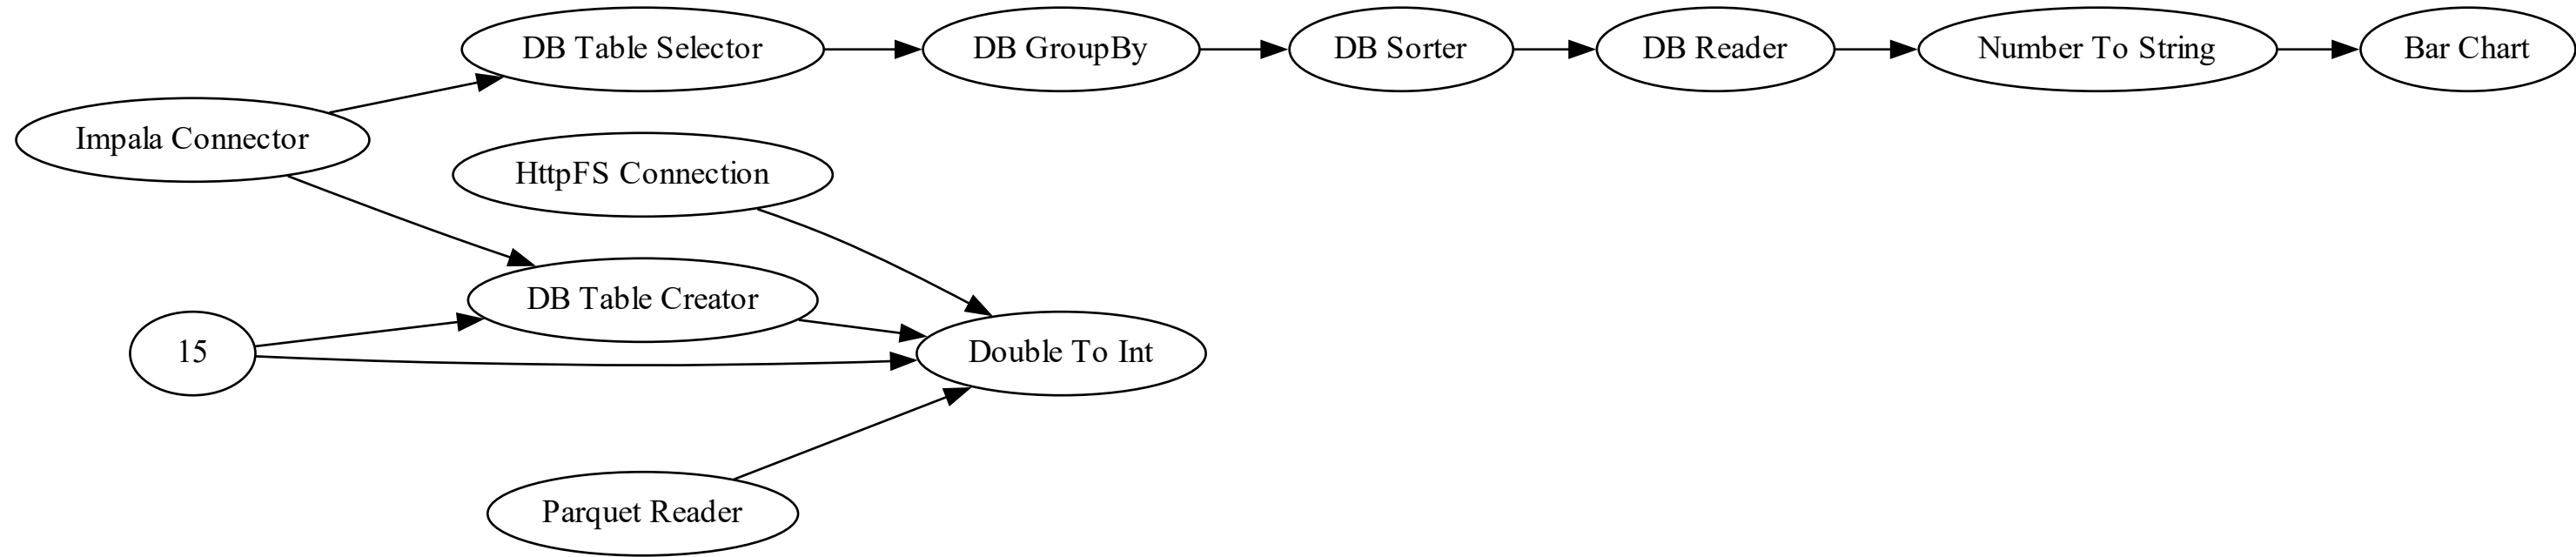 DB Table Selector
DB GroupBy
DB Sorter
DB Reader
Number To String
Bar Chart
Impala Connector
HttpFS Connection
DB Table Creator
15
Double To Int
Parquet Reader